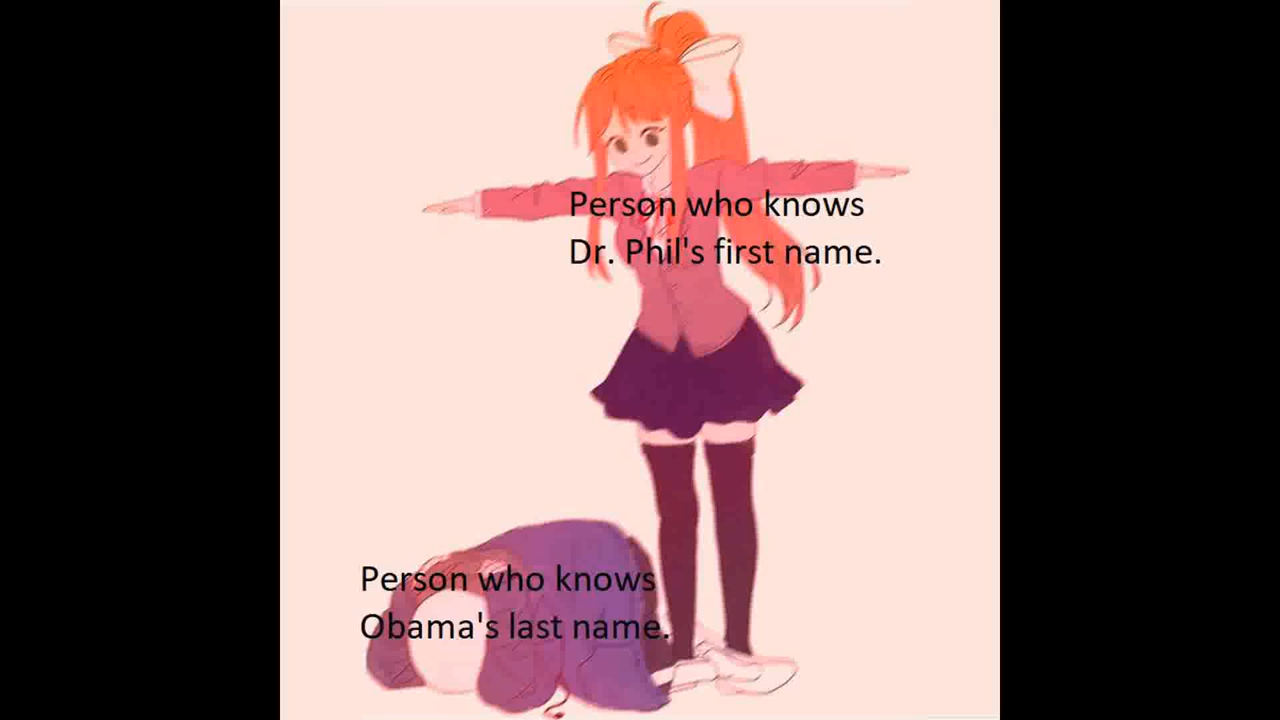 Person who knows
Dr. Phil's first name.
Person who knows
Obama's last name.